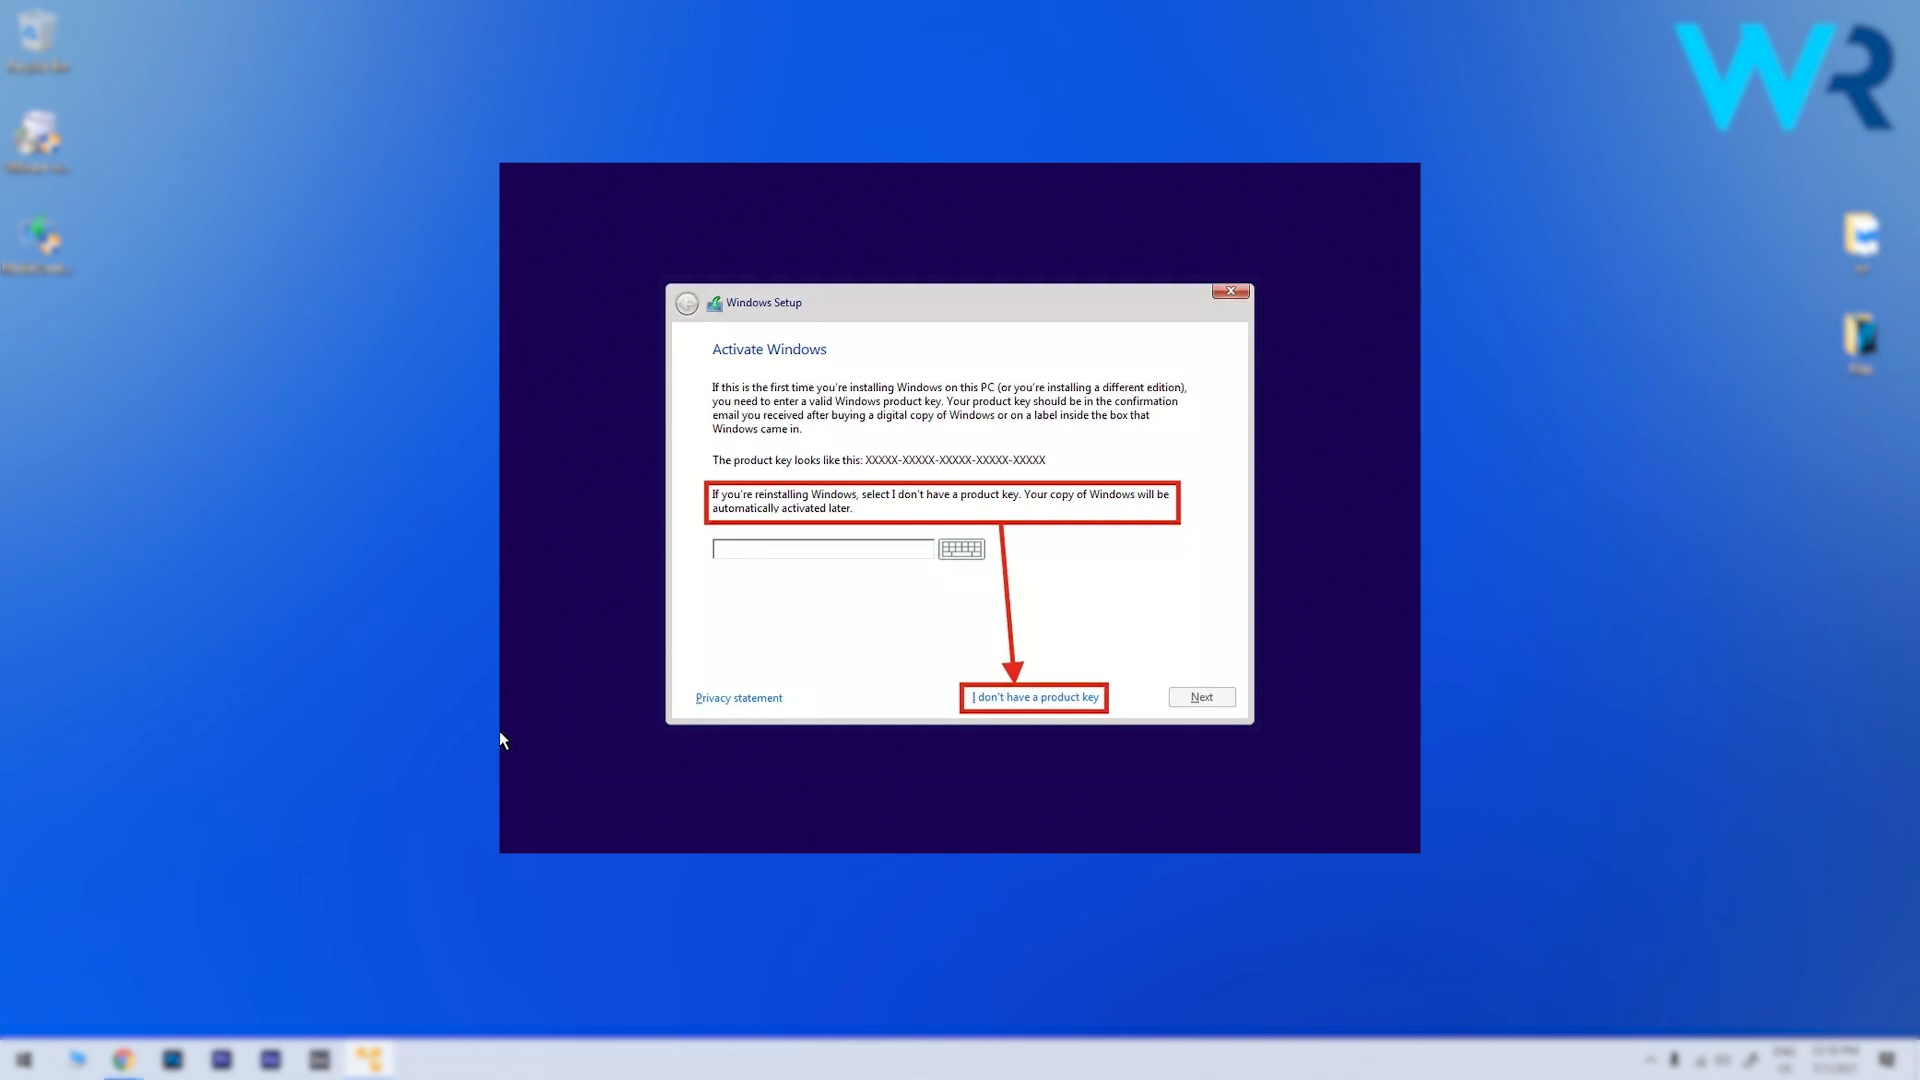 WR
Windows Setup
Activate Windows
If this is the first time you're installing Windows on this PC (or you're installing a different edition),
you need to enter a valid Windows product key. Your product key should be in the confirmation
email you received after buying a digital copy of Windows or on a label inside the box that
Windows came in.
The product key looks like this: XXXXX-XXXXX-XXXXX-XXXXX-XXXXX
If you're reinstalling Windows, select I don't have a product key. Your copy of Windows will be
automatically activated later.
Privacy statement
I don't have a product key
Next